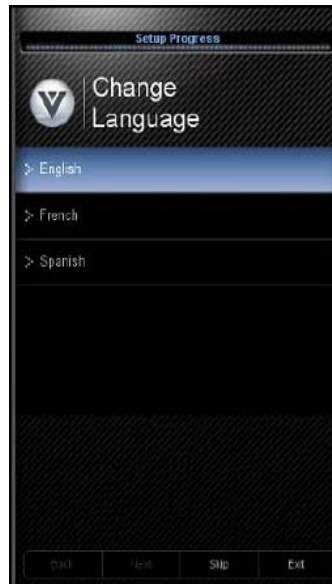 Setup Progress
V
Change
Language
> English
> French
> Spanish
Back Next Skip Exit